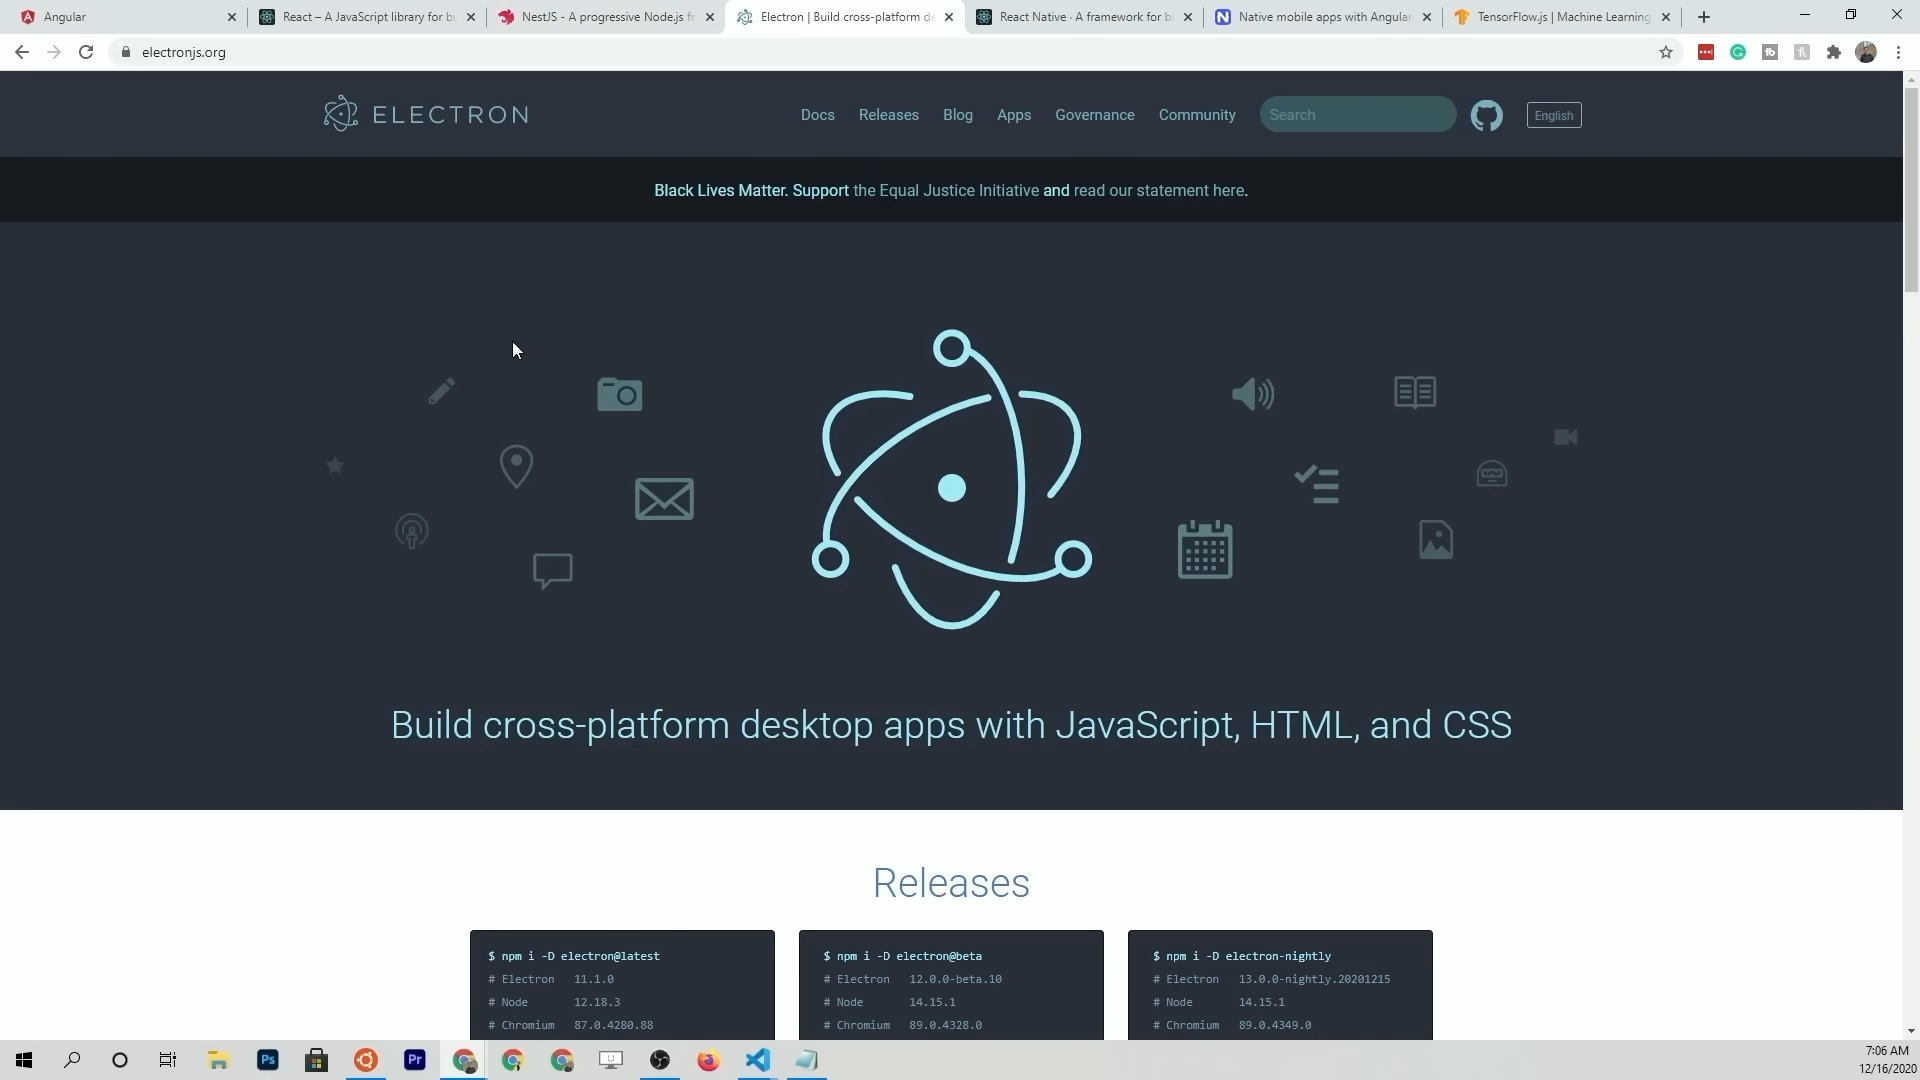 Angular
React – A JavaScript library for bu
NestJS - A progressive Node.js fr
Electron | Build cross-platform de
React Native · A framework for b
Native mobile apps with Angular
TensorFlow.js | Machine Learning
electronjs.org
ELECTRON
Docs
Releases
Blog
Apps
Governance
Community
Search
English
Black Lives Matter. Support the Equal Justice Initiative and read our statement here.
Build cross-platform desktop apps with JavaScript, HTML, and CSS
Releases
$ npm i -D electron@latest
# Electron 11.1.0
# Node 12.18.3
# Chromium 87.0.4280.88
$ npm i -D electron@beta
# Electron 12.0.0-beta.10
# Node 14.15.1
# Chromium 89.0.4328.0
$ npm i -D electron-nightly
# Electron 13.0.0-nightly.20201215
# Node 14.15.1
# Chromium 89.0.4349.0
Ps
Pr
7:06 AM
12/16/2020